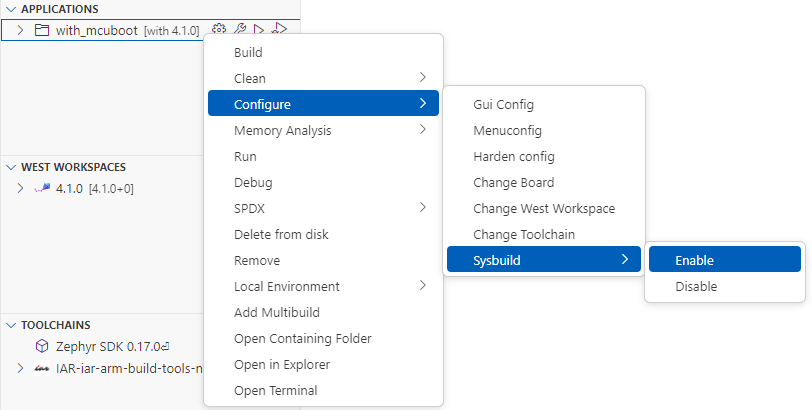 APPLICATIONS
with_mcuboot [with 4.1.0]
WEST WORKSPACES
4.1.0 [4.1.0+0]
TOOLCHAINS
Zephyr SDK 0.17.0⏎
IAR-iar-arm-build-tools-n
Build
Clean
Configure
Memory Analysis
Run
Debug
SPDX
Delete from disk
Remove
Local Environment
Add Multibuild
Open Containing Folder
Open in Explorer
Open Terminal
Gui Config
Menuconfig
Harden config
Change Board
Change West Workspace
Change Toolchain
Sysbuild
Enable
Disable